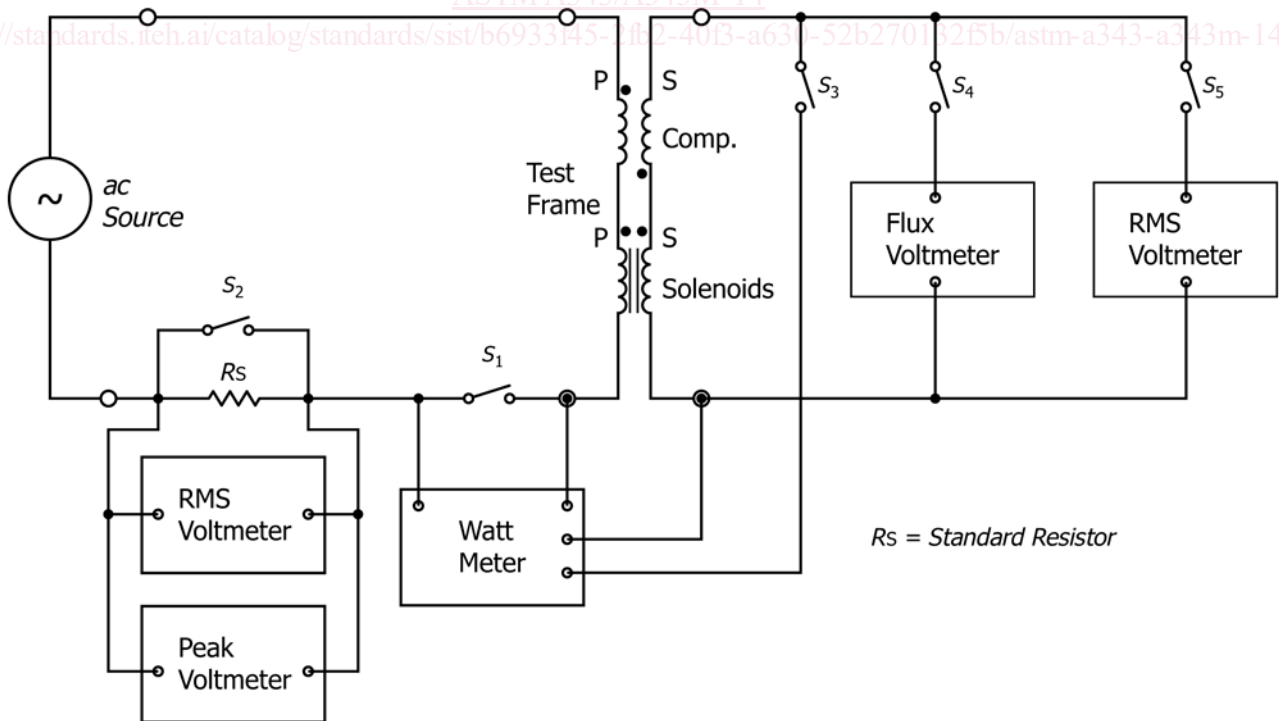 ASTM A343/A343M-14
//standards.iteh.ai/catalog/standards/sist/b6933f45-2fb2-40f3-a630-52b270132f5b/astm-a343-a343m-14
P
S
S3
S4
S5
Comp.
Test
Frame
ac
Source
~
P
S
Flux
Voltmeter
RMS
Voltmeter
Solenoids
S2
S1
Rs
RMS
Voltmeter
Watt
Meter
Rs = Standard Resistor
Peak
Voltmeter